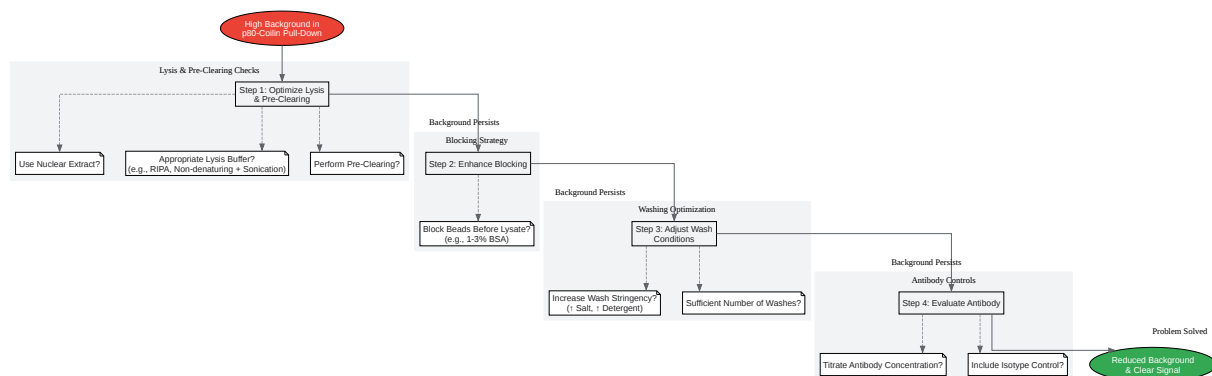 High Background in
p80-Coilin Pull-Down
Lysis & Pre-Clearing Checks
Step 1: Optimize Lysis
& Pre-Clearing
Use Nuclear Extract?
Appropriate Lysis Buffer?
(e.g., RIPA, Non-denaturing + Sonication)
Perform Pre-Clearing?
Background Persists
Blocking Strategy
Step 2: Enhance Blocking
Block Beads Before Lysate?
(e.g., 1-3% BSA)
Background Persists
Washing Optimization
Step 3: Adjust Wash
Conditions
Increase Wash Stringency?
(↑ Salt, ↑ Detergent)
Sufficient Number of Washes?
Background Persists
Antibody Controls
Step 4: Evaluate Antibody
Titrate Antibody Concentration?
Include Isotype Control?
Problem Solved
Reduced Background
& Clear Signal